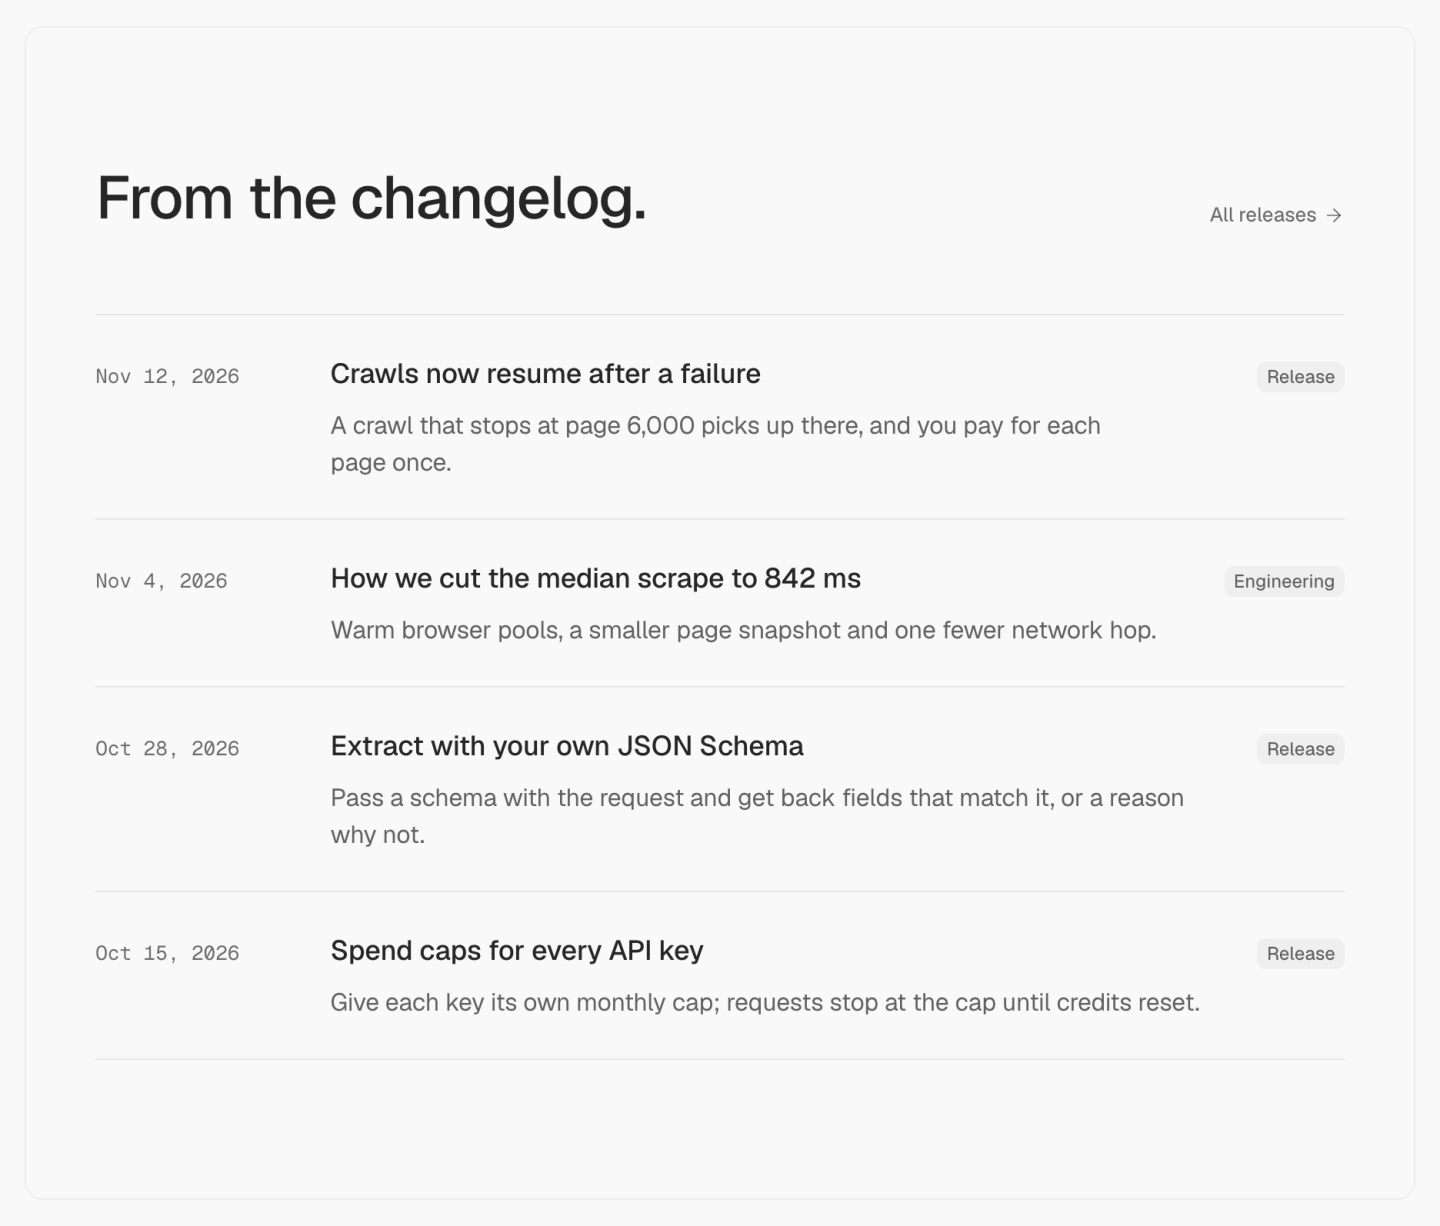 From the changelog.
All releases →
Nov 12, 2026
Crawls now resume after a failure
Release
A crawl that stops at page 6,000 picks up there, and you pay for each
page once.
Nov 4, 2026
How we cut the median scrape to 842 ms
Engineering
Warm browser pools, a smaller page snapshot and one fewer network hop.
Oct 28, 2026
Extract with your own JSON Schema
Release
Pass a schema with the request and get back fields that match it, or a reason
why not.
Oct 15, 2026
Spend caps for every API key
Release
Give each key its own monthly cap; requests stop at the cap until credits reset.